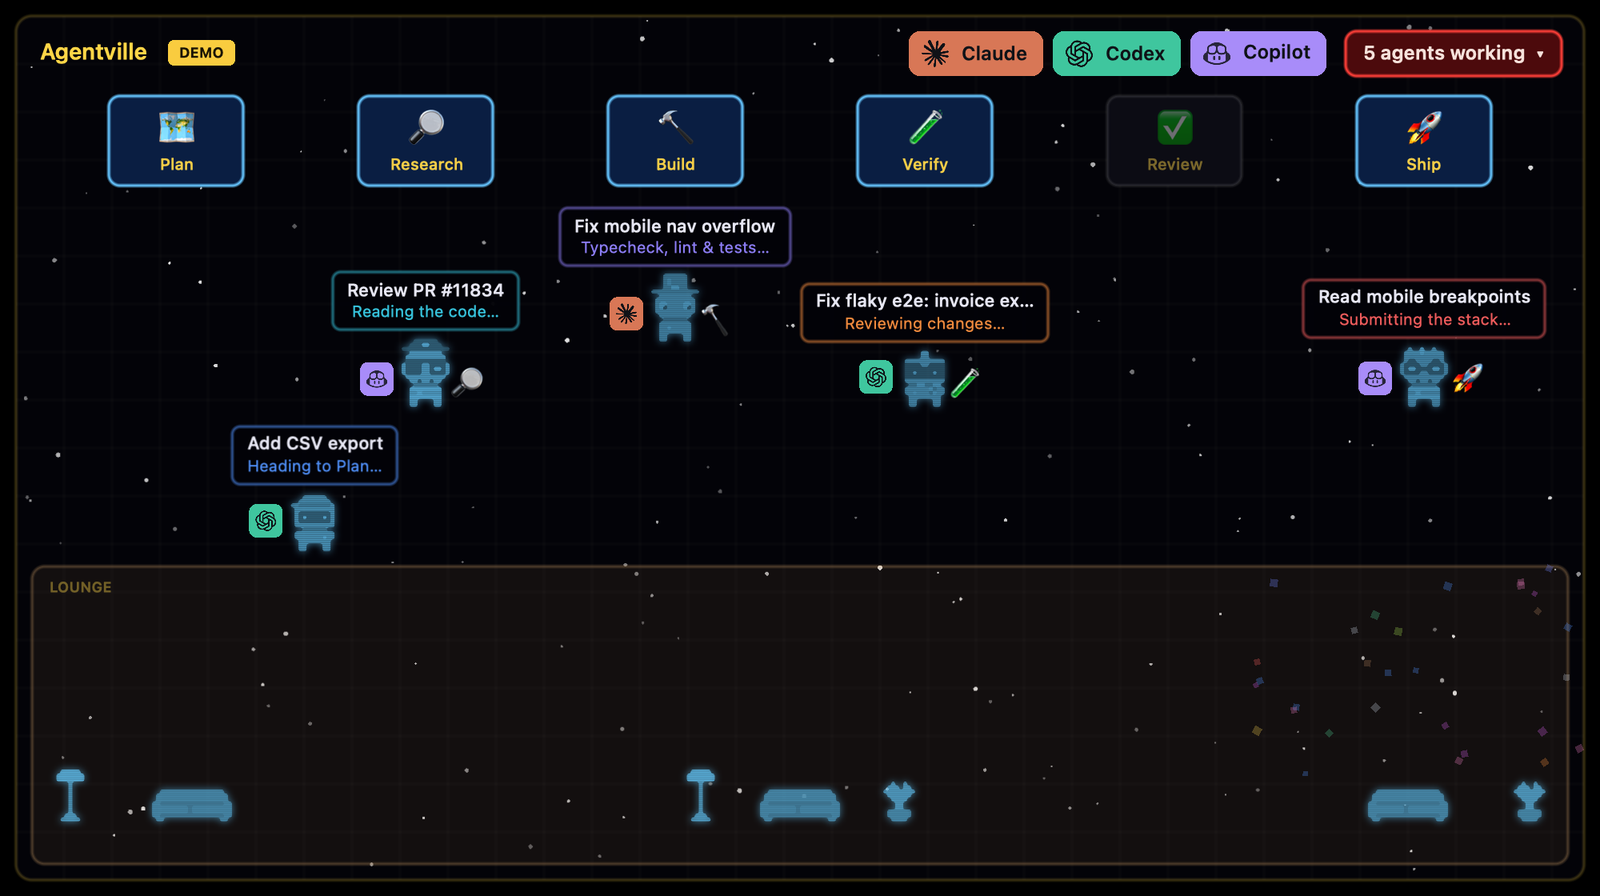 Agentville
DEMO
Claude
Codex
Copilot
5 agents working
Plan
Research
Build
Verify
Review
Ship
Fix mobile nav overflow
Typecheck, lint & tests...
Review PR #11834
Reading the code...
Fix flaky e2e: invoice ex...
Reviewing changes...
Read mobile breakpoints
Submitting the stack...
Add CSV export
Heading to Plan...
LOUNGE